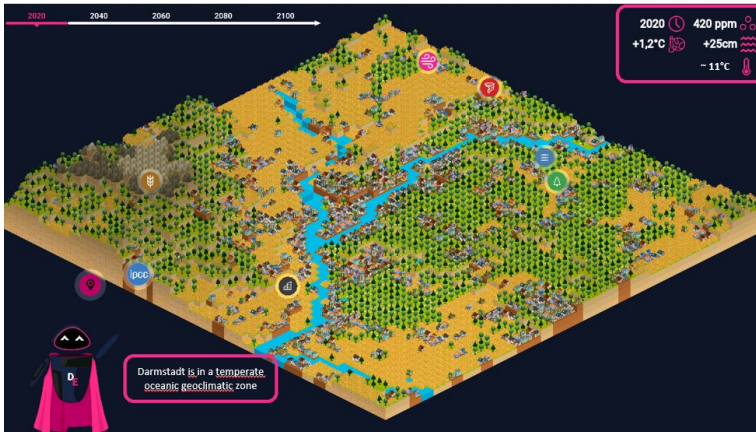 2020 2040 2060 2080 2100
2020 420 ppm
+1,2°C +25cm
~ 11°C
ipcc
DE
Darmstadt is in a temperate
oceanic geoclimatic zone